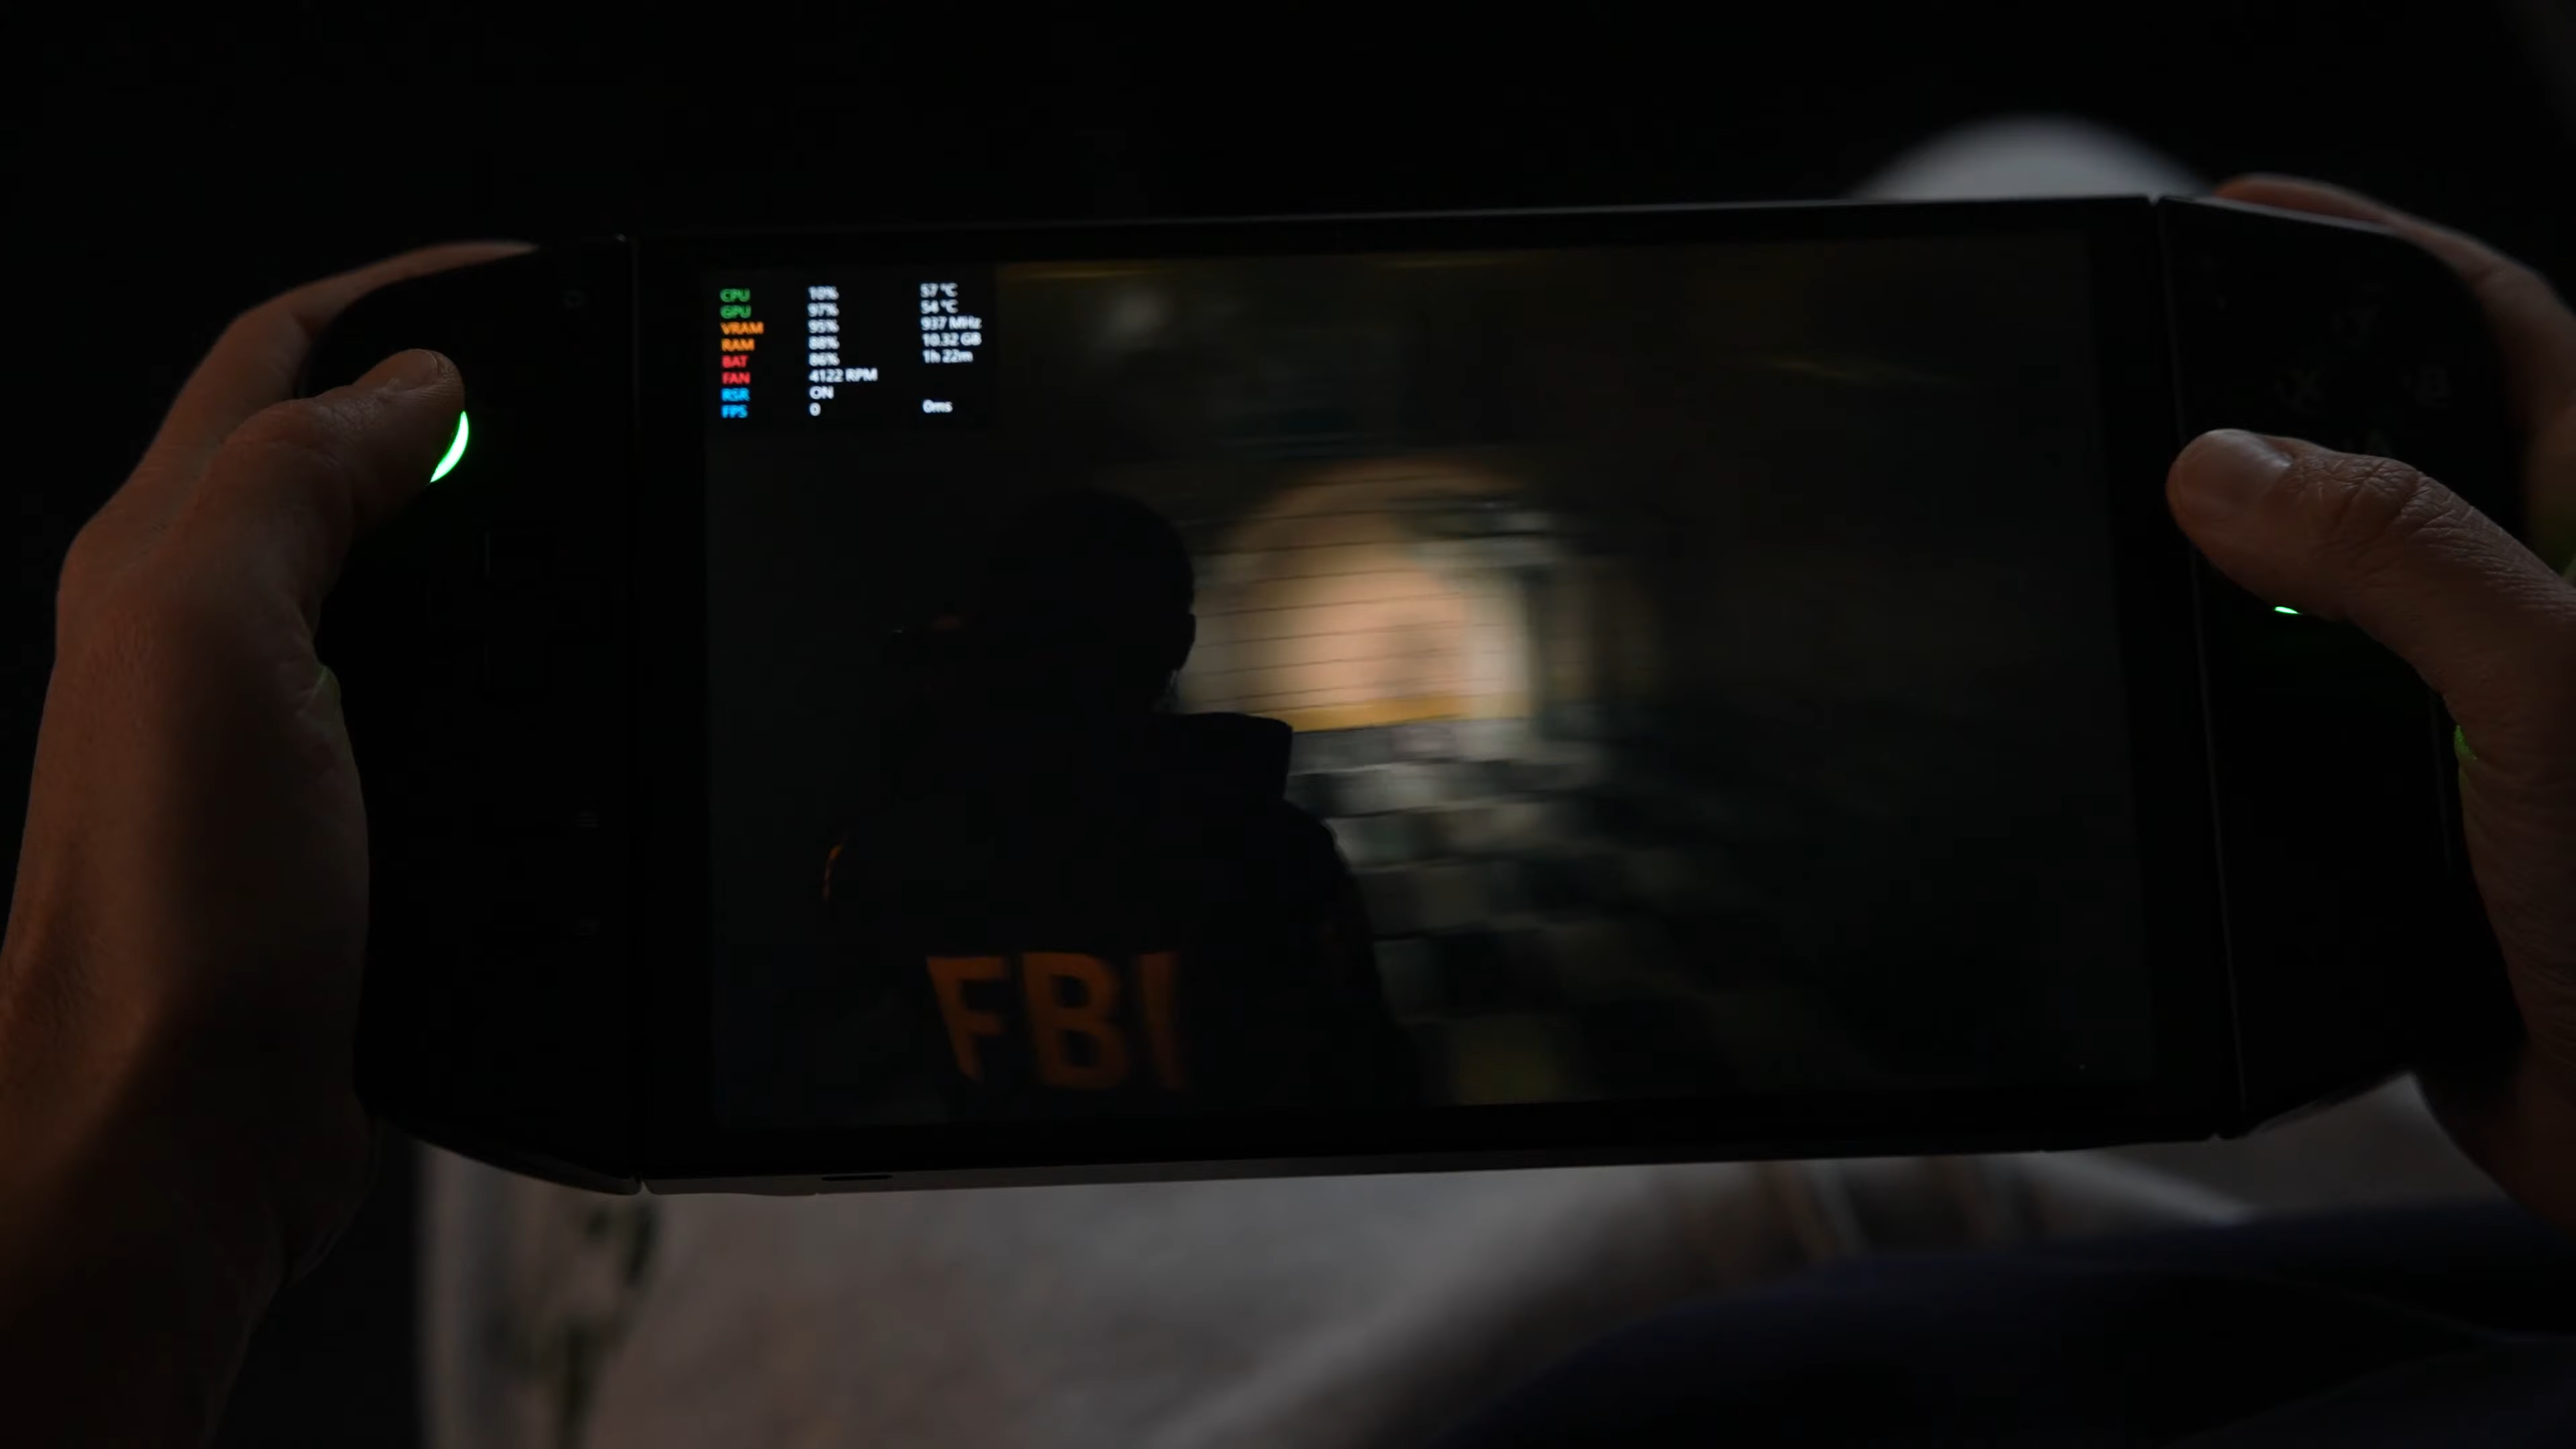 CPU 10% 57 °C
GPU 97% 54 °C
VRAM 95% 937 MHz
RAM 88% 10.32 GB
BAT 86% 1h 22m
FAN 4122 RPM
RSR ON
FPS 0 0ms
Y
X B
A
FBI